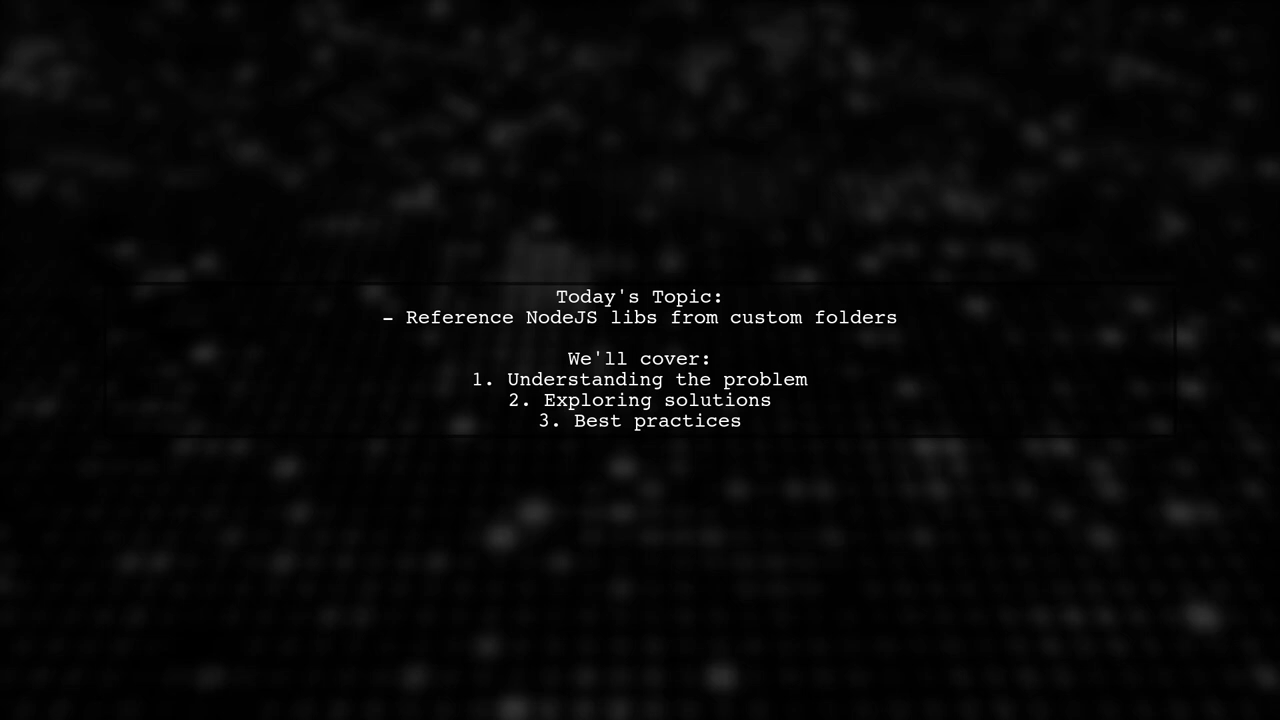 Today's Topic:
– Reference NodeJS libs from custom folders
We'll cover:
1. Understanding the problem
2. Exploring solutions
3. Best practices